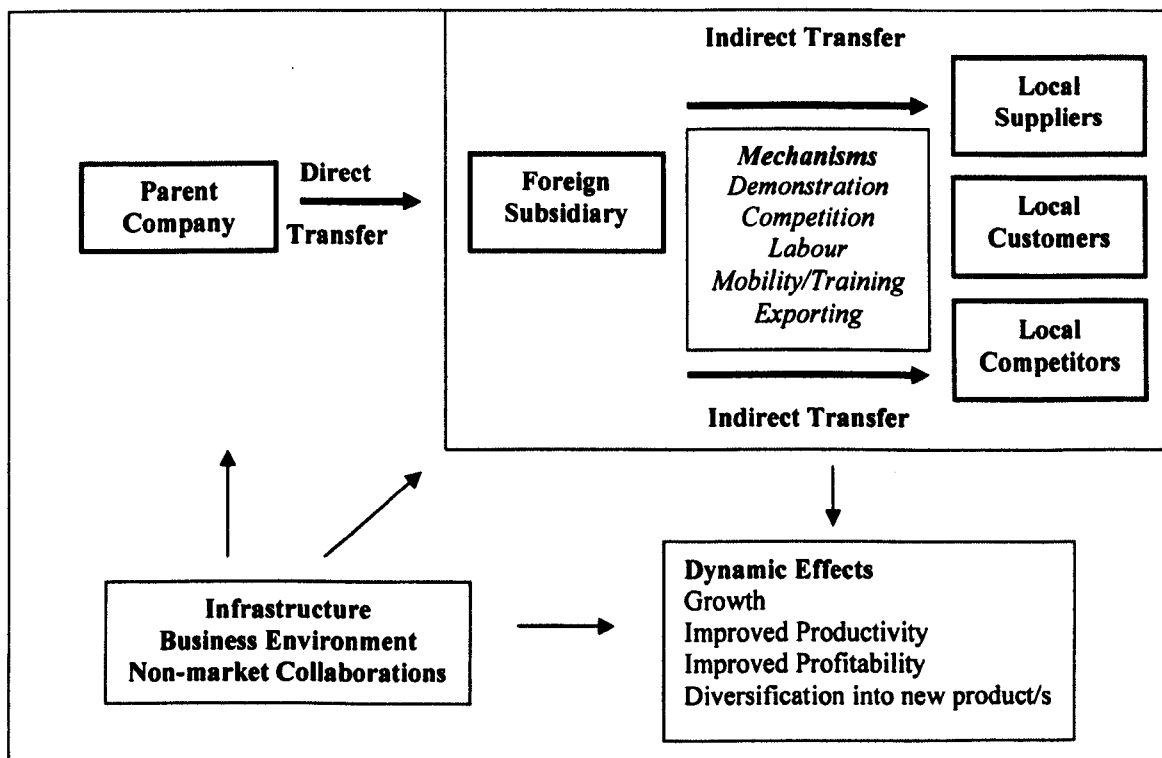 Indirect Transfer
Local
Suppliers
Parent
Company
Direct
Transfer
Foreign
Subsidiary
Mechanisms
Demonstration
Competition
Labour
Mobility/Training
Exporting
Local
Customers
Local
Competitors
Indirect Transfer
Infrastructure
Business Environment
Non-market Collaborations
Dynamic Effects
Growth
Improved Productivity
Improved Profitability
Diversification into new product/s